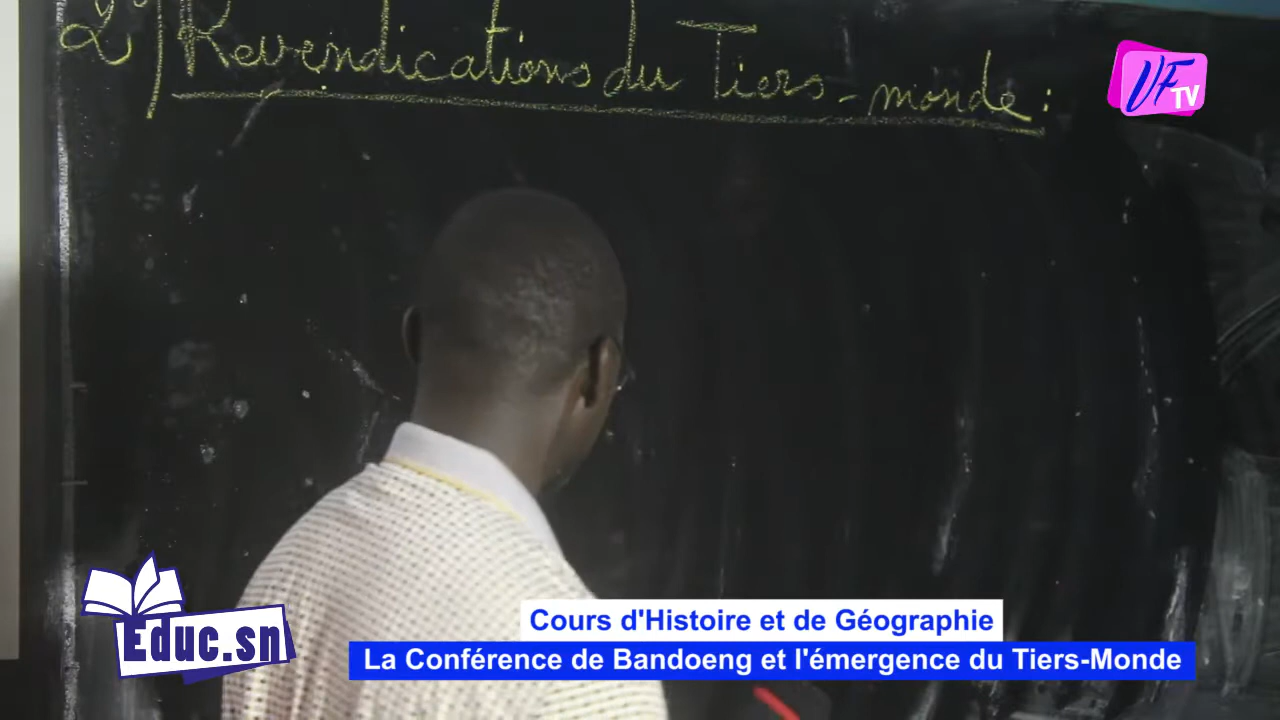 2°) Revendications du Tiers-monde :
VF
TV
Educ.sn
Cours d'Histoire et de Géographie
La Conférence de Bandoeng et l'émergence du Tiers-Monde